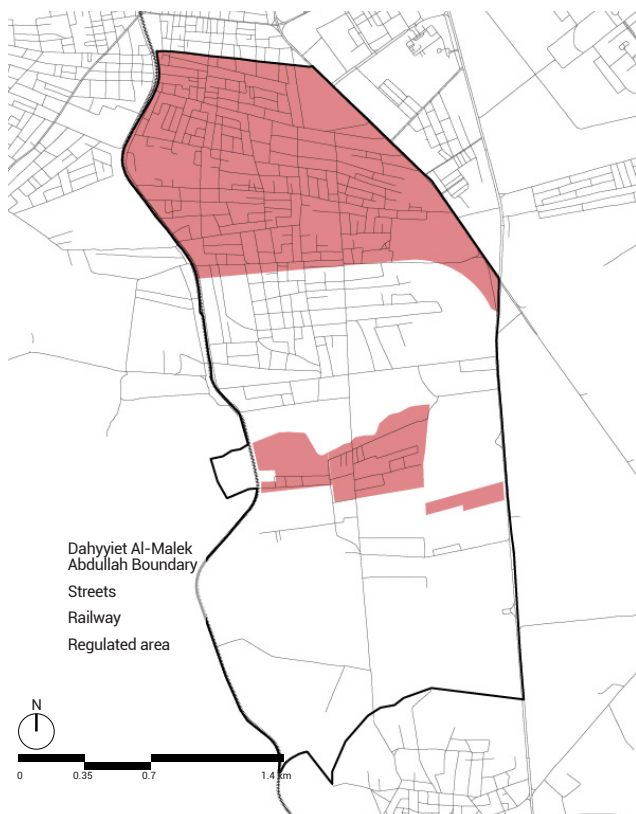 Dahyyiet Al-Malek
Abdullah Boundary
Streets
Railway
Regulated area
N
0 0.35 0.7 1.4 km